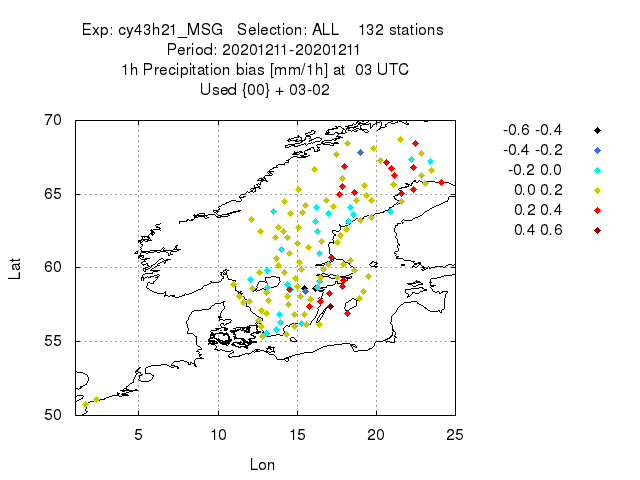 Exp: cy43h21_MSG Selection: ALL 132 stations
Period: 20201211-20201211
1h Precipitation bias [mm/1h] at 03 UTC
Used {00} + 03-02
70
65
60
55
50
Lat
5 10 15 20 25
Lon
-0.6 -0.4
-0.4 -0.2
-0.2 0.0
0.0 0.2
0.2 0.4
0.4 0.6